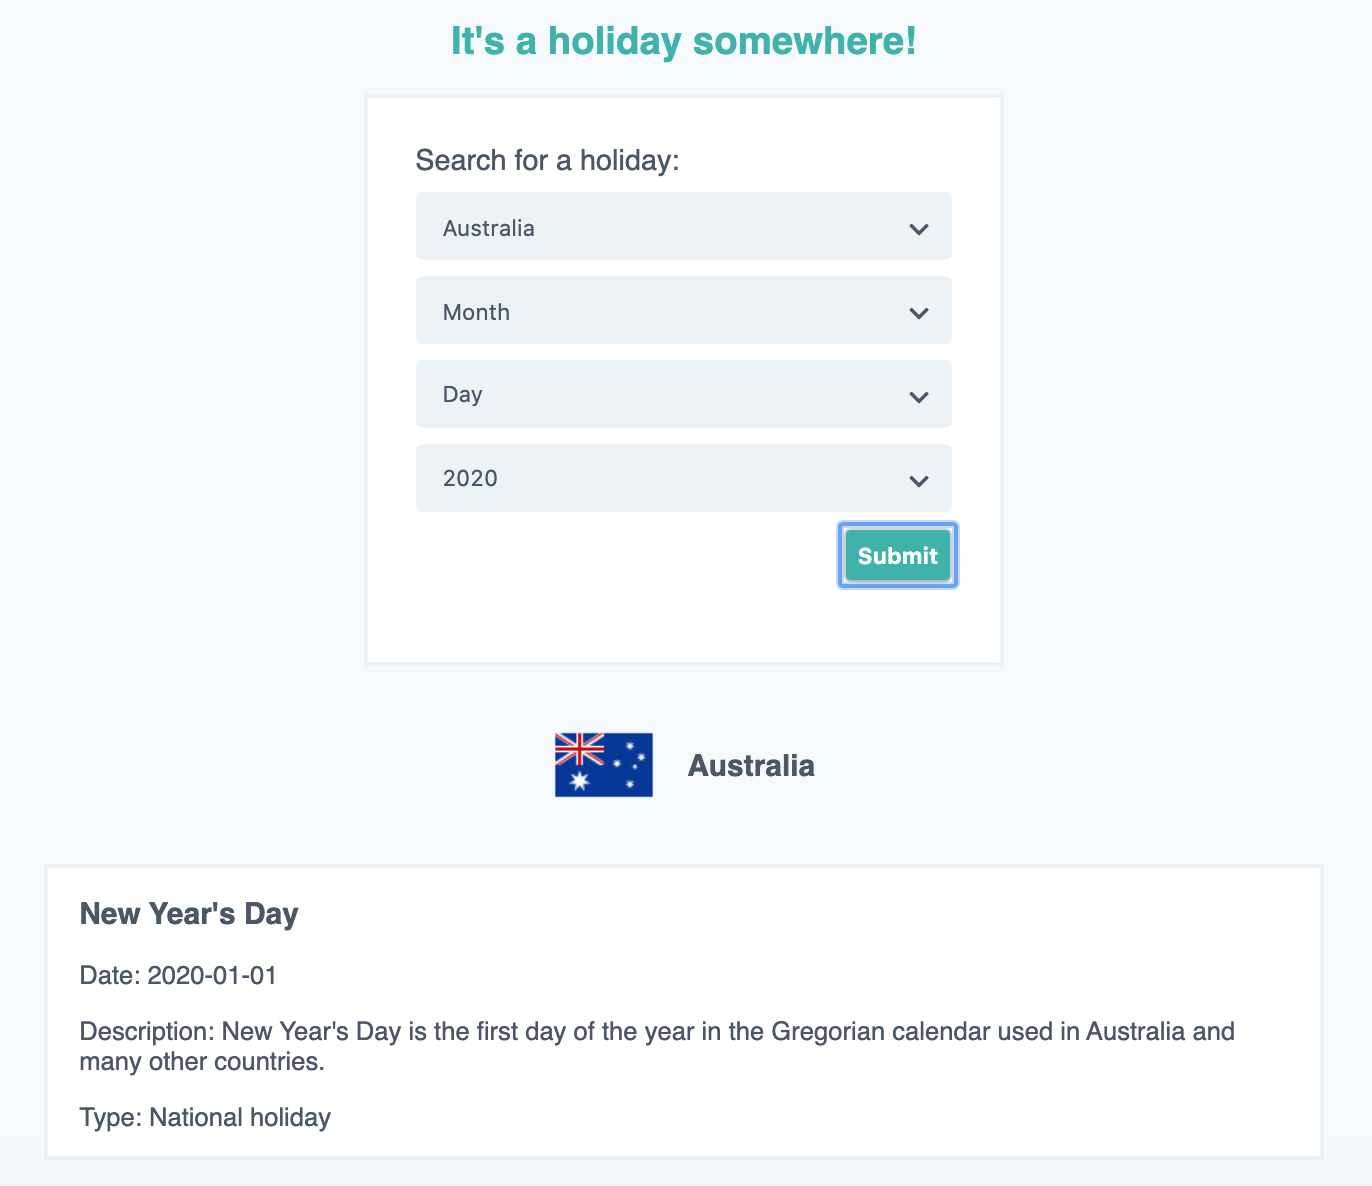 It's a holiday somewhere!
Search for a holiday:
Australia
Month
Day
2020
Submit
Australia
New Year's Day
Date: 2020-01-01
Description: New Year's Day is the first day of the year in the Gregorian calendar used in Australia and
many other countries.
Type: National holiday